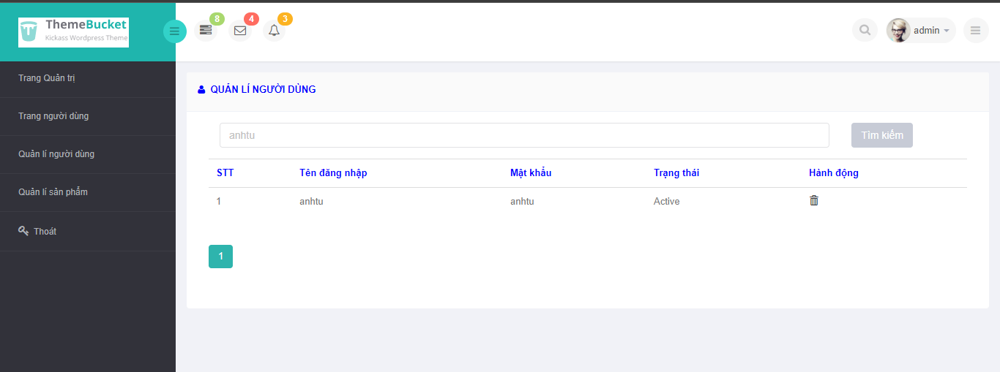 ThemeBucket
Kickass Wordpress Theme
8
4
3
admin
Trang Quản trị
Trang người dùng
Quản lí người dùng
Quản lí sản phẩm
Thoát
QUẢN LÍ NGƯỜI DÙNG
anhtu
Tìm kiếm
STT Tên đăng nhập Mật khẩu Trạng thái Hành động
1 anhtu anhtu Active
1